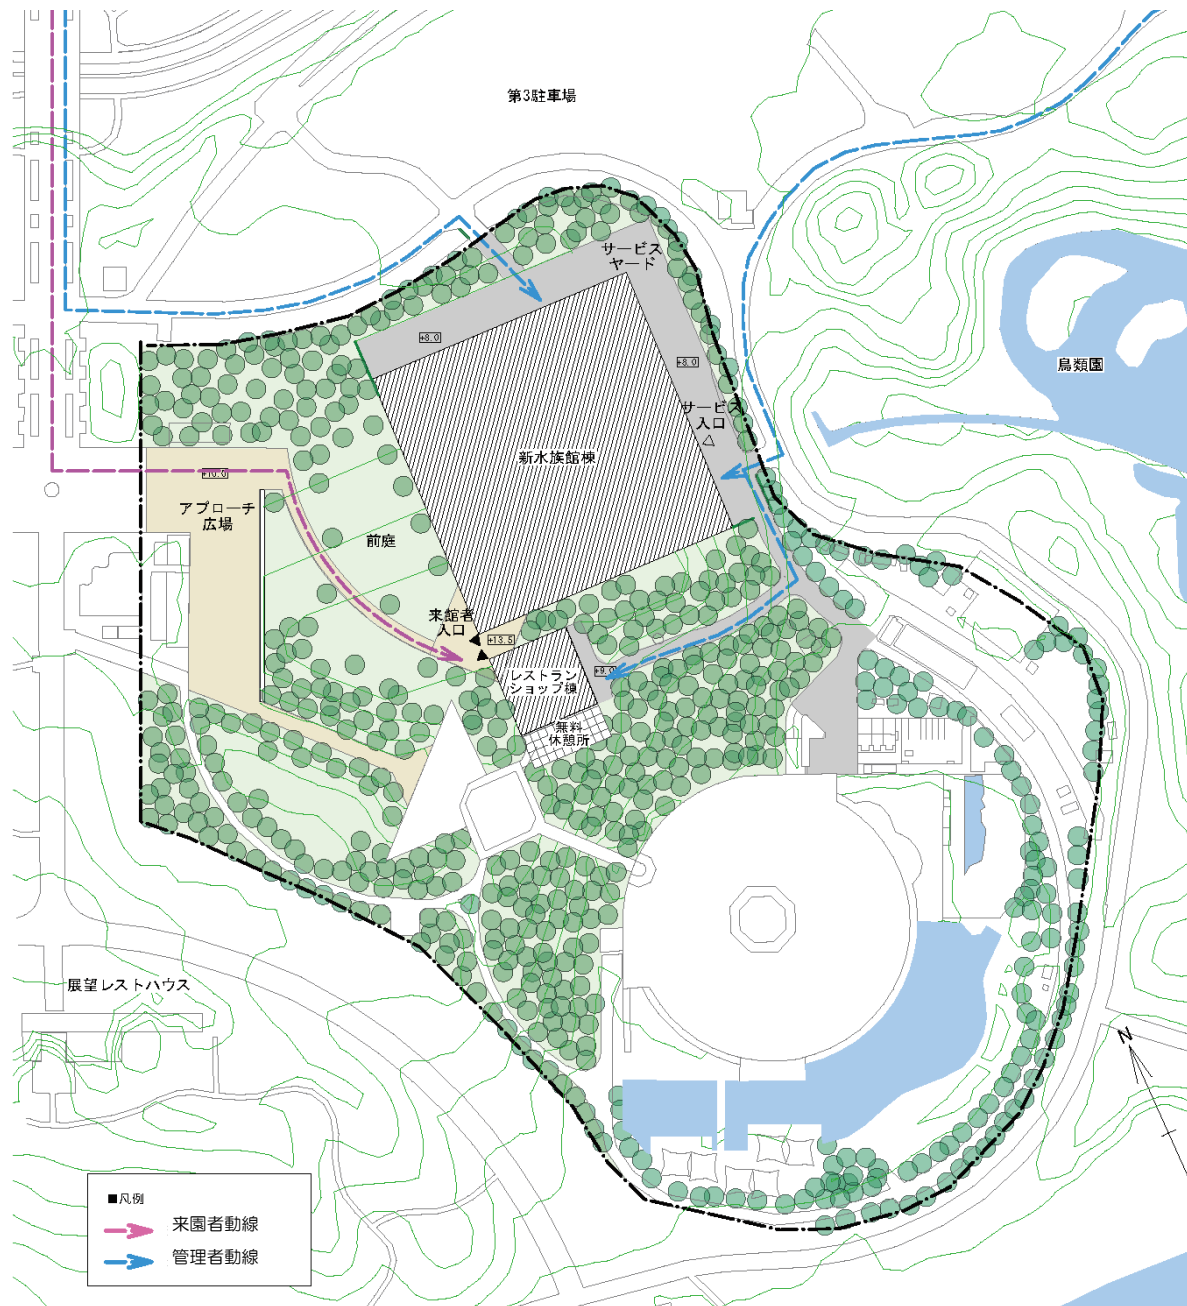 第3駐車場
サービス
ヤード
+8.0
+8.0
鳥類園
サービス
入口
新水族館棟
+10.0
アプローチ
広場
前庭
来館者
入口
+13.5
+9.0
レストラン
ショップ棟
無料
休憩所
展望レストハウス
N
■凡例
来園者動線
管理者動線